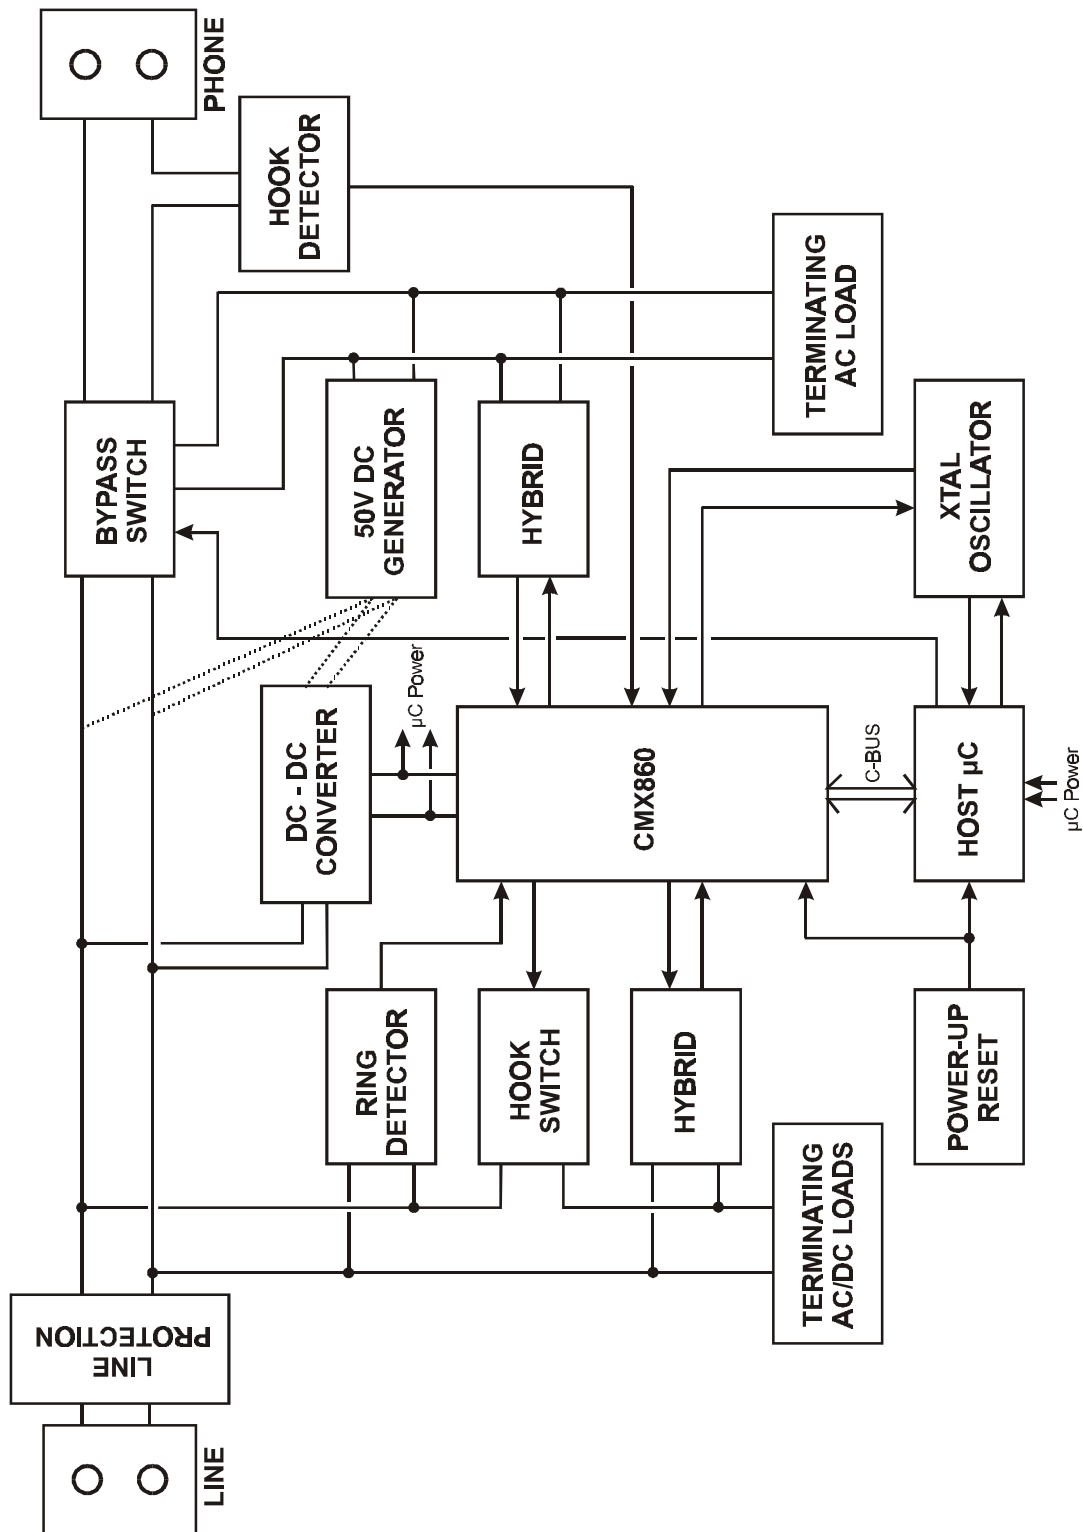 LINE
LINE
PROTECTION
BYPASS
SWITCH
PHONE
DC - DC
CONVERTER
50V DC
GENERATOR
HOOK
DETECTOR
RING
DETECTOR
µC Power
HOOK
SWITCH
HYBRID
HYBRID
CMX860
TERMINATING
AC/DC LOADS
TERMINATING
AC LOAD
C-BUS
POWER-UP
RESET
HOST µC
XTAL
OSCILLATOR
µC Power